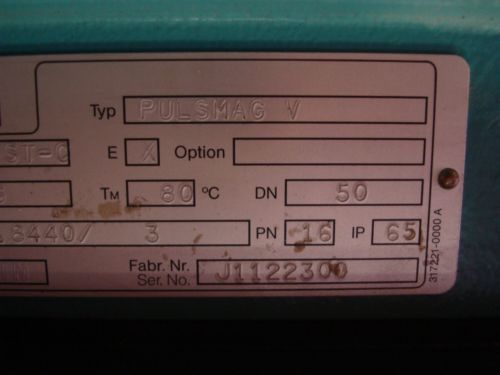 Typ PULSMAG V
ST=0 E X Option
TM 80 °C DN 50
8440/ 3 PN 16 IP 65
Fabr. Nr.
Ser. No. J1122300
317221-0000 A